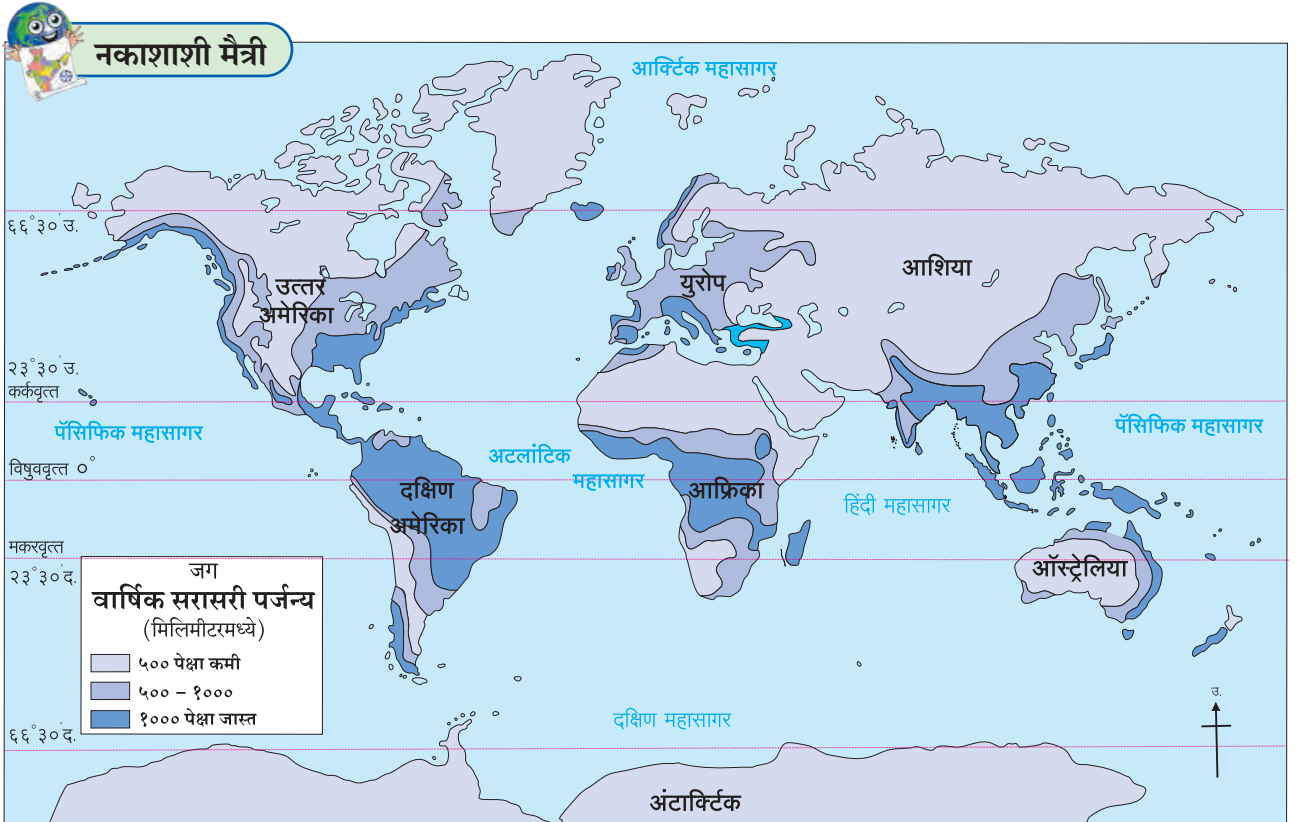 नकाशाशी मैत्री
आर्क्टिक महासागर
६६°३०′उ.
उत्तर
अमेरिका
युरोप
आशिया
२३°३०′उ.
कर्कवृत्त
पॅसिफिक महासागर
पॅसिफिक महासागर
अटलांटिक
महासागर
विषुववृत्त ०°
दक्षिण
अमेरिका
आफ्रिका
हिंदी महासागर
मकरवृत्त
२३°३०′द.
ऑस्ट्रेलिया
जग
वार्षिक सरासरी पर्जन्य
(मिलिमीटरमध्ये)
५०० पेक्षा कमी
५०० – १०००
१००० पेक्षा जास्त
उ.
दक्षिण महासागर
६६°३०′द.
अंटार्क्टिक